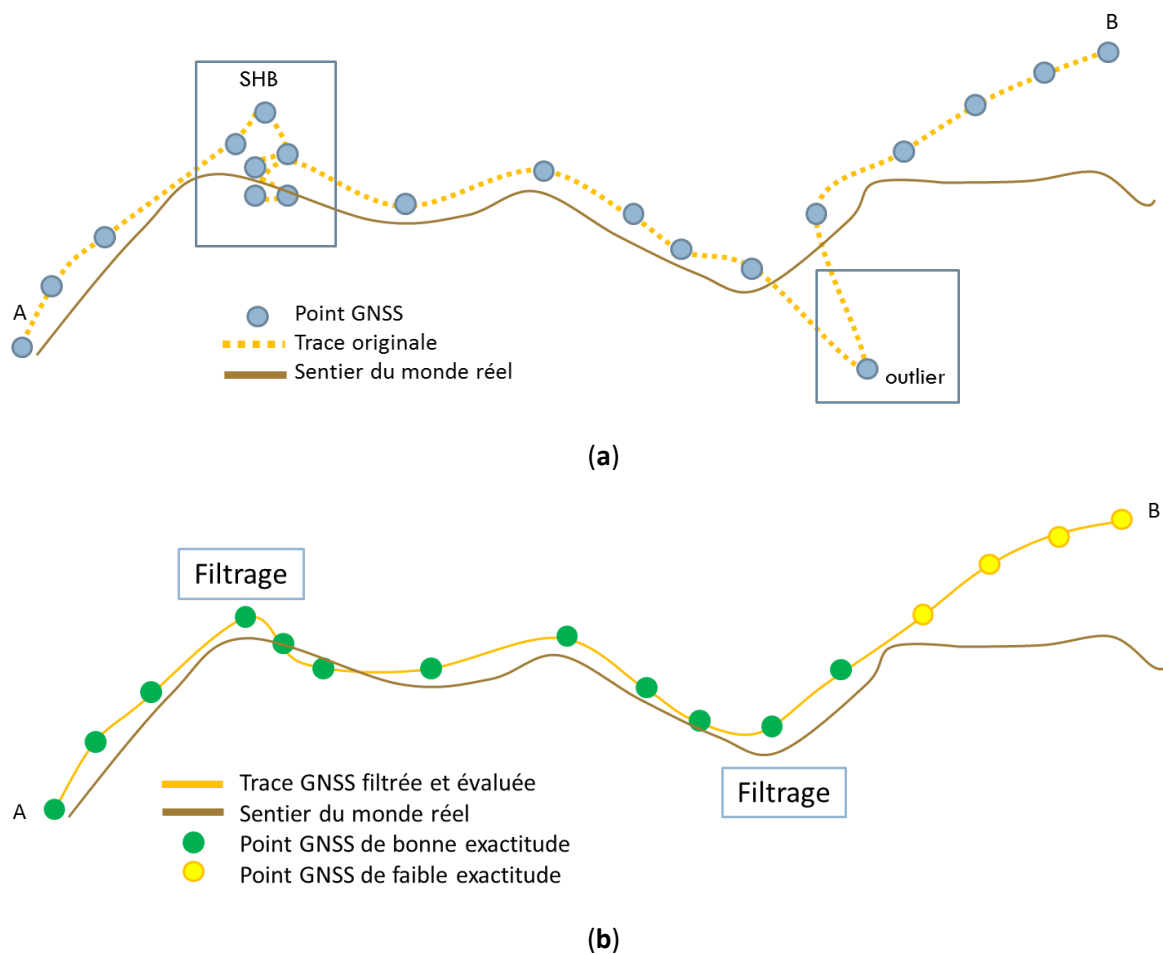 B
SHB
A
Point GNSS
Trace originale
Sentier du monde réel
outlier
(a)
B
Filtrage
Trace GNSS filtrée et évaluée
Filtrage
A
Sentier du monde réel
Point GNSS de bonne exactitude
Point GNSS de faible exactitude
(b)